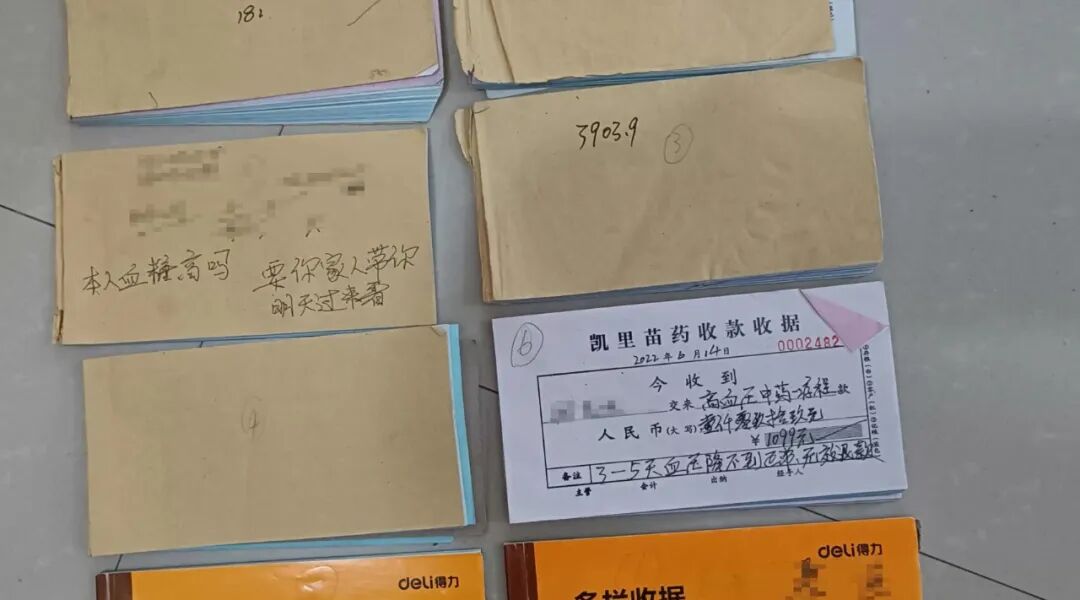 181
3903.9
③
本人血糖高吗 要你家人带你
明天过来看
④
⑥
凯里苗药收款收据
2022年6月14日
0002482
今收到
交来 高血压中药一疗程 款
人民币(大写)壹仟零玖拾玖元
¥1099元
备注 3—5天血压降不到正常,无效退款
主管 会计 出纳 经手人
deli得力
deli得力
多栏收据